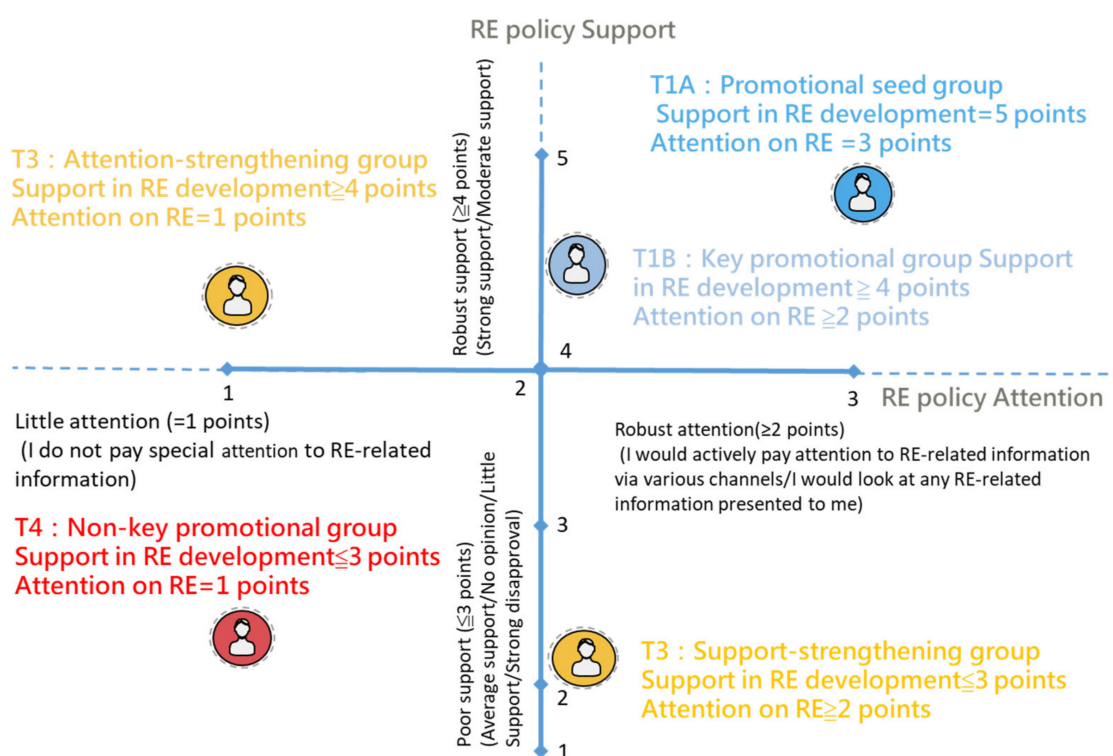 RE policy Support
T1A：Promotional seed group
Support in RE development=5 points
Attention on RE =3 points
T3：Attention-strengthening group
Support in RE development≧4 points
Attention on RE=1 points
Robust support (≧4 points)
(Strong support/Moderate support)
5
T1B：Key promotional group Support
in RE development≧ 4 points
Attention on RE ≧2 points
4
1
2
3
RE policy Attention
Little attention (=1 points)
(I do not pay special attention to RE-related
information)
Robust attention(≥2 points)
(I would actively pay attention to RE-related information
via various channels/I would look at any RE-related
information presented to me)
T4：Non-key promotional group
Support in RE development≦3 points
Attention on RE=1 points
Poor support (≦3 points)
(Average support/No opinion/Little
Support/Strong disapproval)
3
T3：Support-strengthening group
Support in RE development≦3 points
Attention on RE≧2 points
2
1